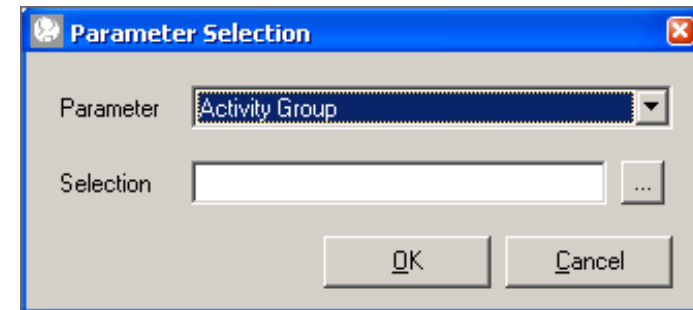 Parameter Selection
Parameter Activity Group
Selection ...
OK Cancel